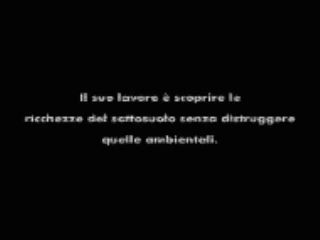 Il suo lavoro è scoprire le
ricchezze del sottosuolo senza distruggere
quelle ambientali.